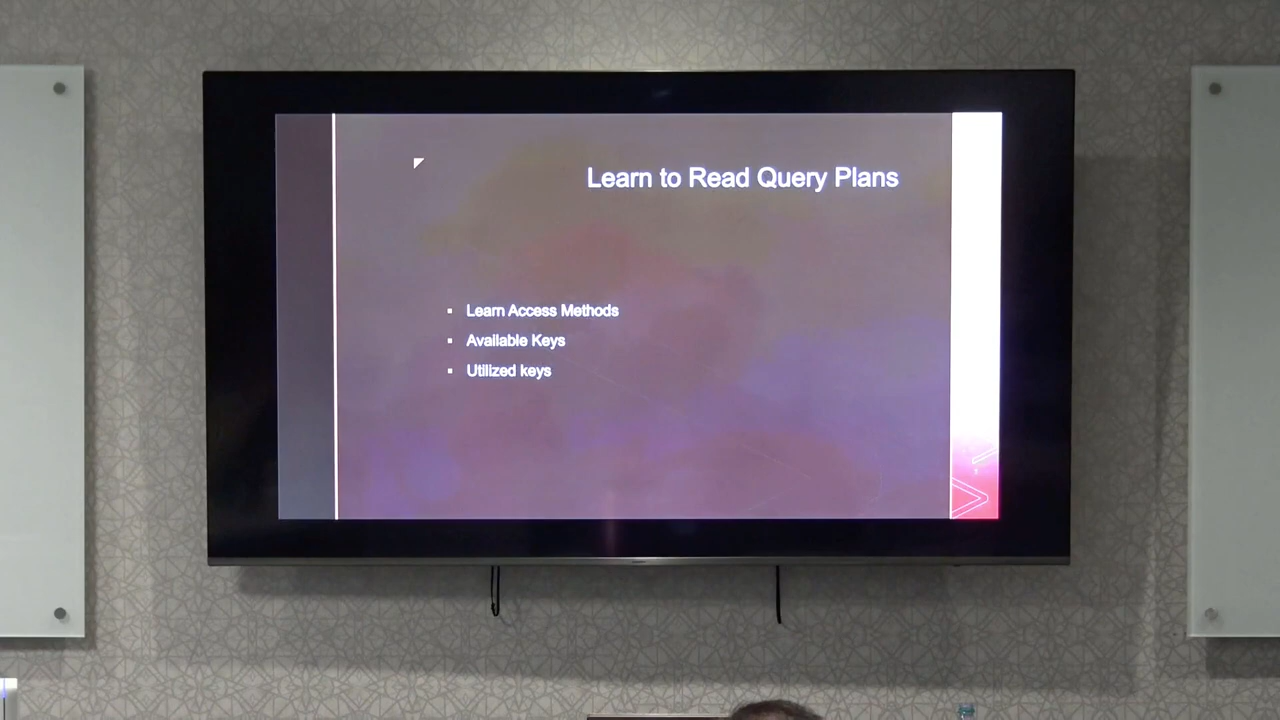 Learn to Read Query Plans
▪ Learn Access Methods
▪ Available Keys
▪ Utilized keys